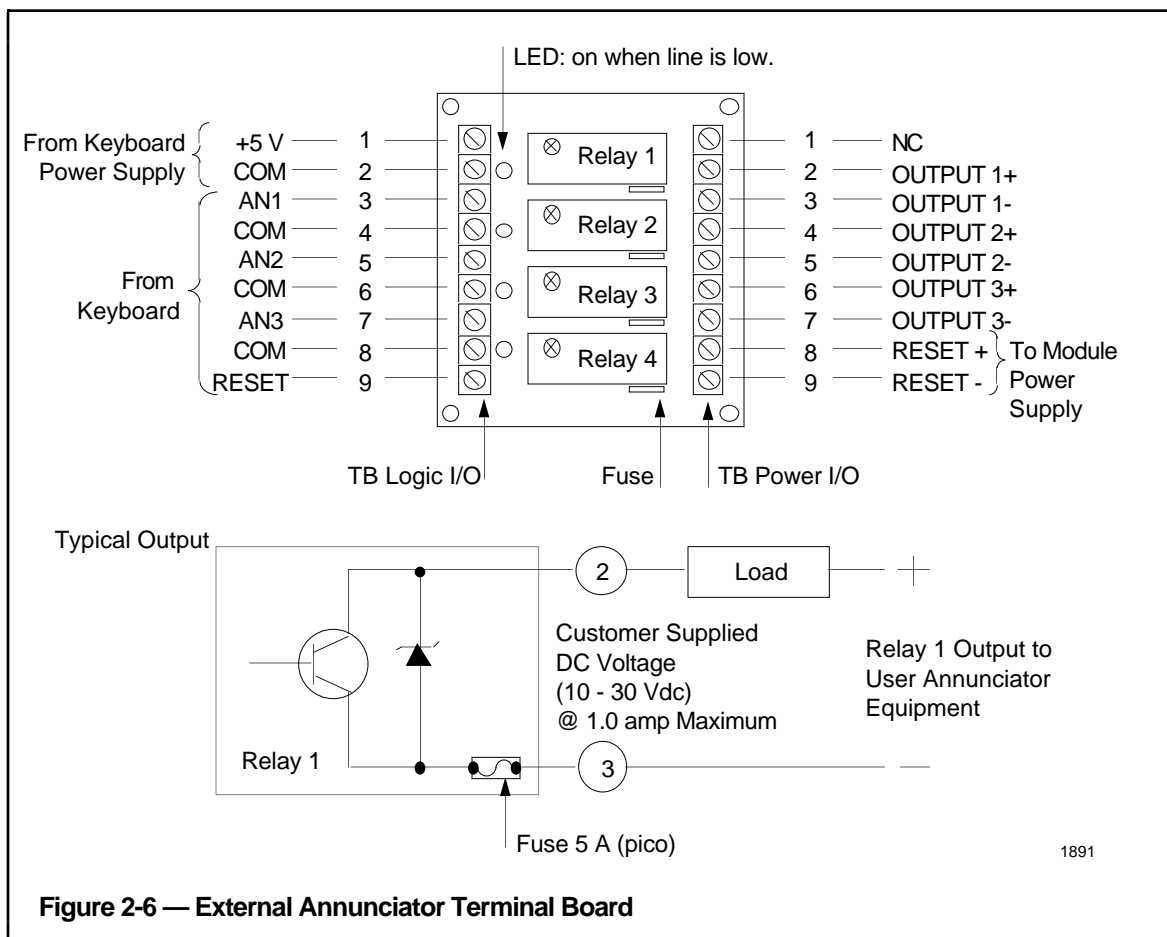 LED: on when line is low.
From Keyboard
Power Supply
+5 V 1
COM 2
AN1 3
COM 4
AN2 5
COM 6
AN3 7
COM 8
RESET 9
From
Keyboard
Relay 1
Relay 2
Relay 3
Relay 4
1 NC
2 OUTPUT 1+
3 OUTPUT 1-
4 OUTPUT 2+
5 OUTPUT 2-
6 OUTPUT 3+
7 OUTPUT 3-
8 RESET +
9 RESET -
To Module
Power
Supply
TB Logic I/O
Fuse
TB Power I/O
Typical Output
2
Load
+
Customer Supplied
DC Voltage
(10 - 30 Vdc)
@ 1.0 amp Maximum
Relay 1 Output to
User Annunciator
Equipment
Relay 1
3
—
Fuse 5 A (pico)
1891
Figure 2-6 — External Annunciator Terminal Board